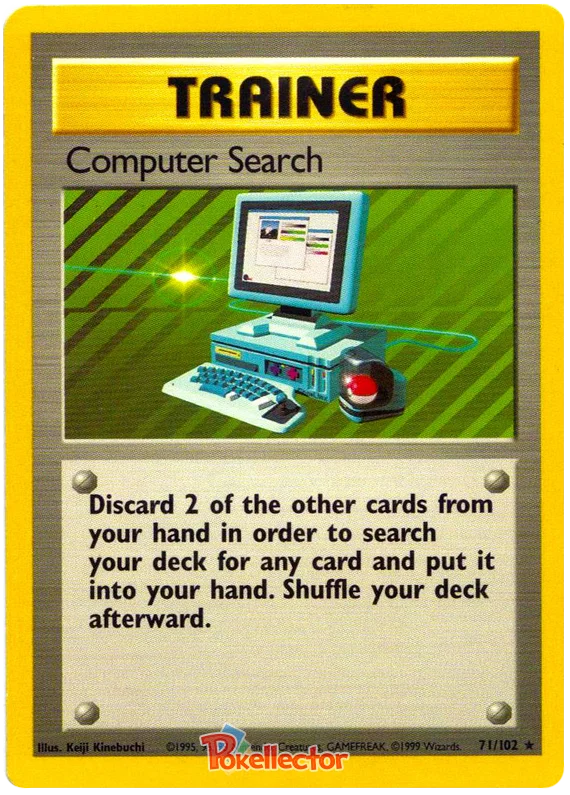 TRAINER
Computer Search
Discard 2 of the other cards from
your hand in order to search
your deck for any card and put it
into your hand. Shuffle your deck
afterward.
Illus. Keiji Kinebuchi ©1995, Creatures, GAMEFREAK. ©1999 Wizards. 71/102 ★
Pokellector